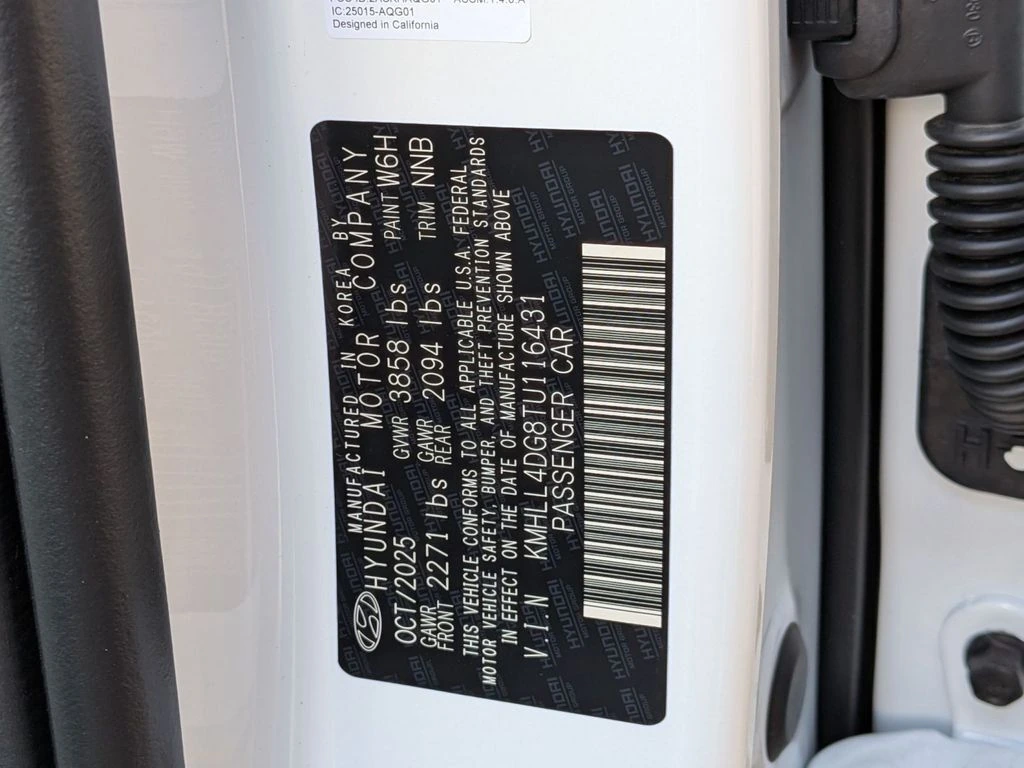 IC:25015-AQG01
Designed in California
MANUFACTURED IN KOREA BY
HYUNDAI MOTOR COMPANY
OCT/2025 GVWR 3858 lbs PAINT W6H
GAWR FRONT 2271 lbs GAWR REAR 2094 lbs TRIM NNB
THIS VEHICLE CONFORMS TO ALL APPLICABLE U.S.A. FEDERAL
MOTOR VEHICLE SAFETY, BUMPER, AND THEFT PREVENTION STANDARDS
IN EFFECT ON THE DATE OF MANUFACTURE SHOWN ABOVE
V.I.N KMHLL4DG8TU116431
PASSENGER CAR
HYUNDAI
MOTOR GROUP